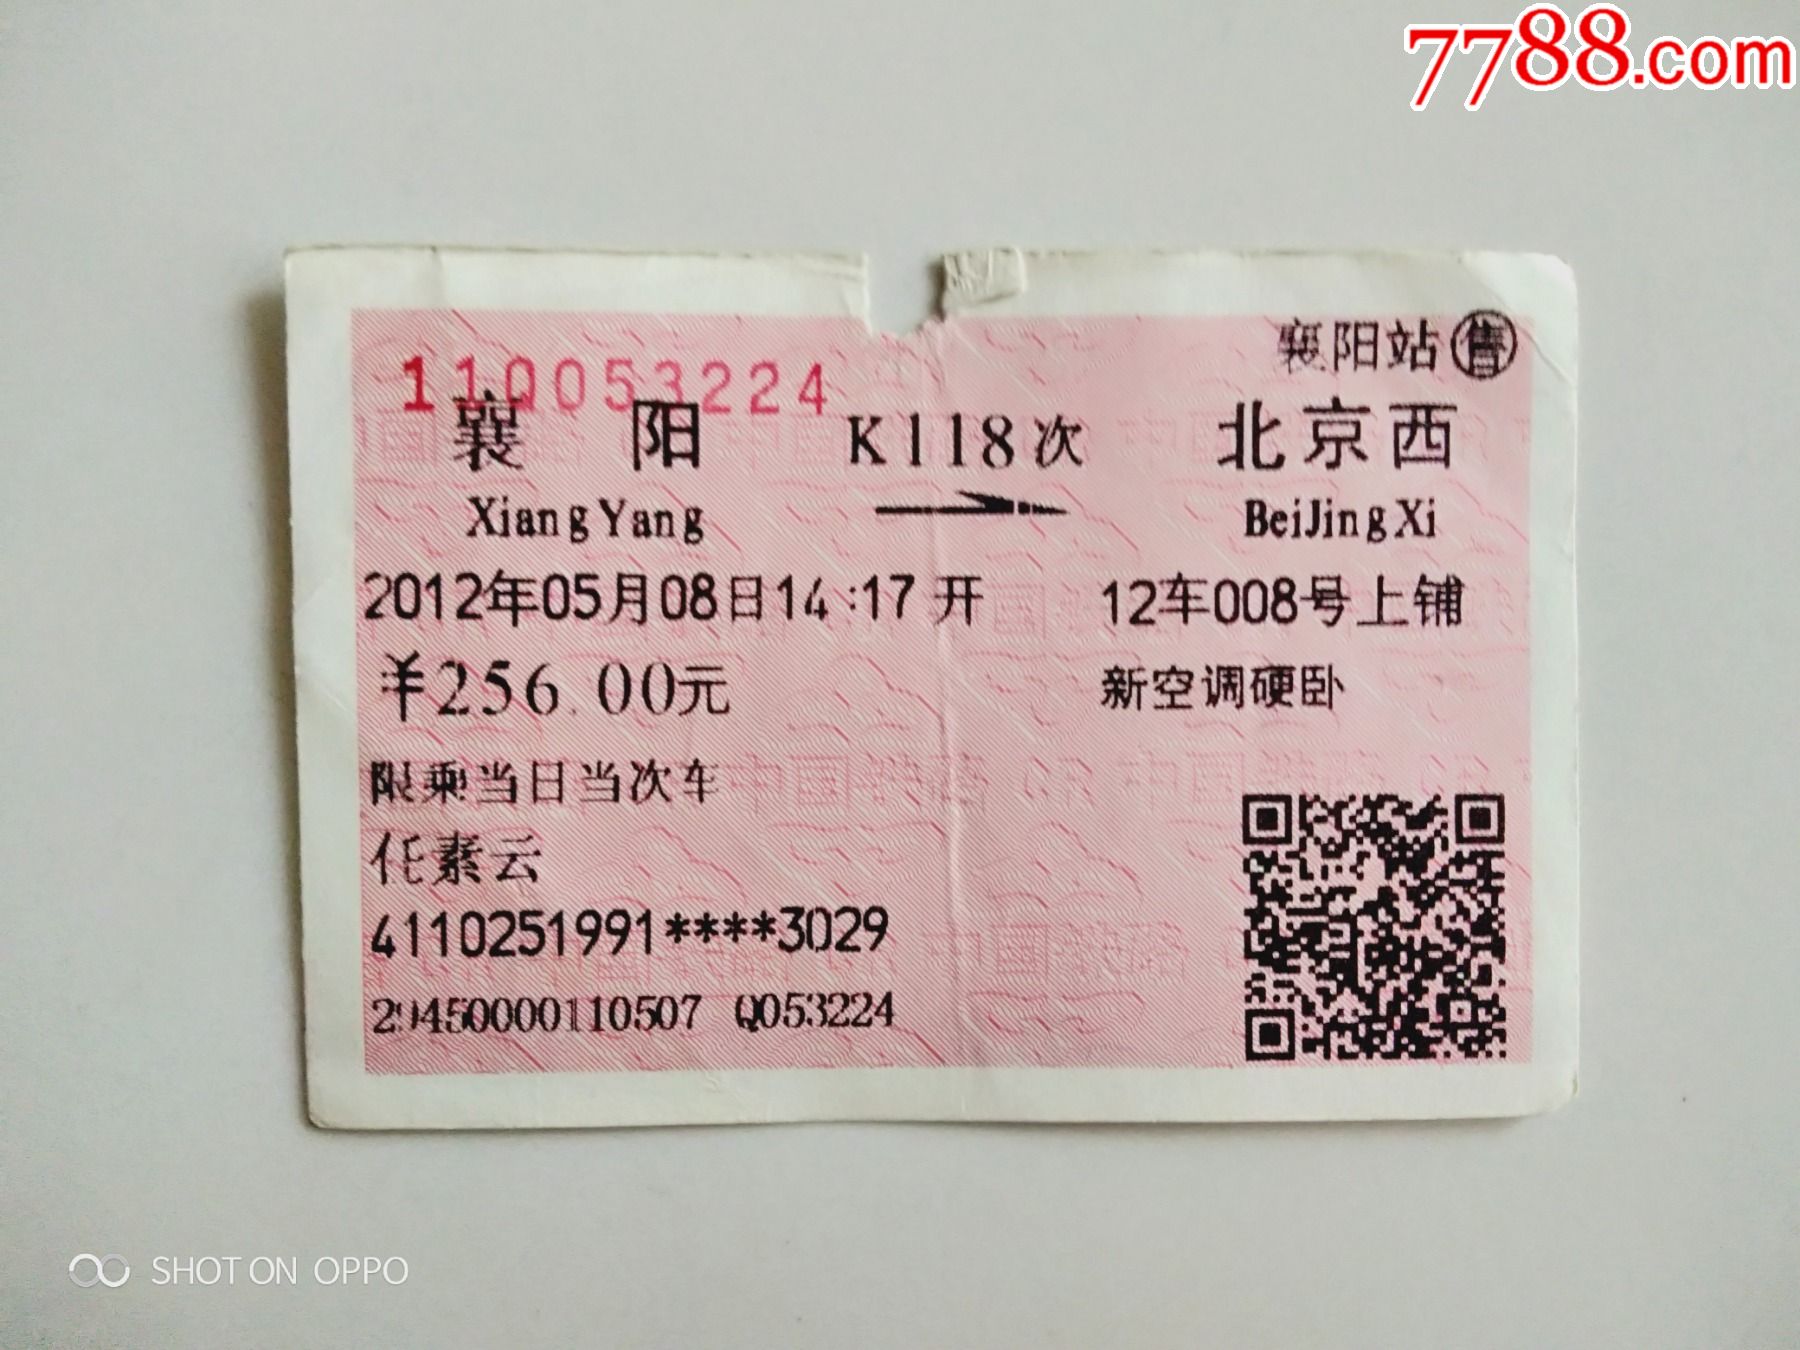 7788.com
襄阳站售
11Q053224
襄阳 K118次 北京西
XiangYang BeiJingXi
2012年05月08日14:17开 12车008号上铺
￥256.00元 新空调硬卧
限乘当日当次车
任素云
4110251991****3029
29450000110507 Q053224
SHOT ON OPPO